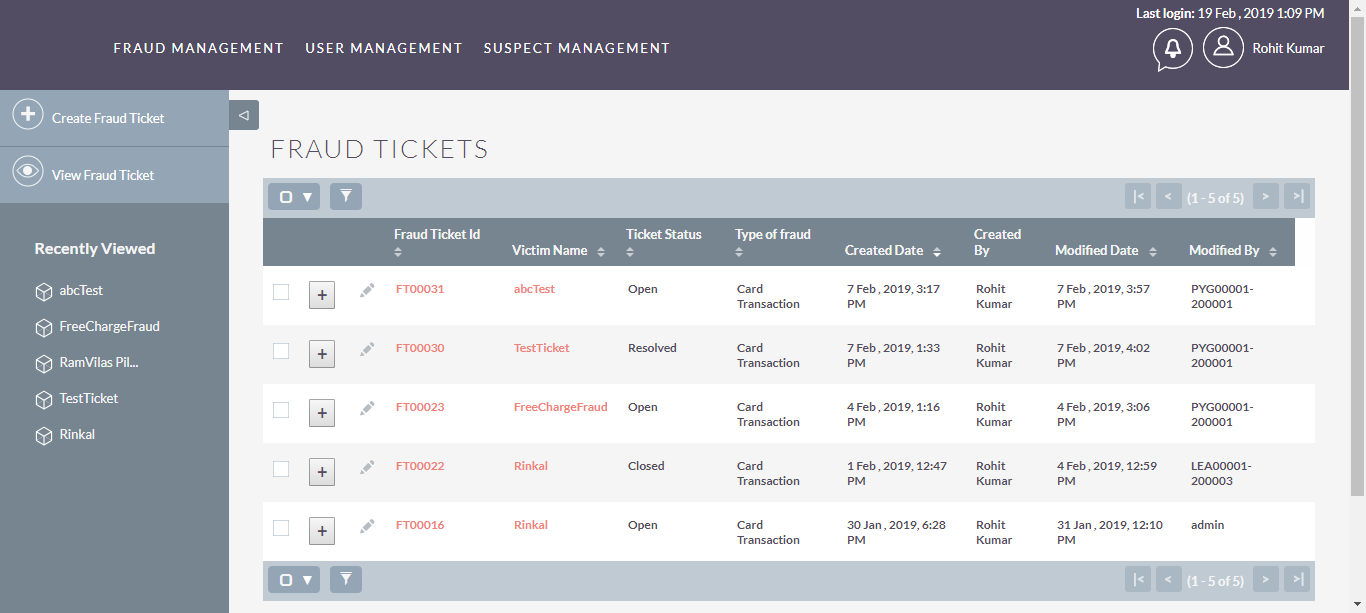 Last login: 19 Feb , 2019 1:09 PM
FRAUD MANAGEMENT USER MANAGEMENT SUSPECT MANAGEMENT
Rohit Kumar
Create Fraud Ticket
View Fraud Ticket
Recently Viewed
abcTest
FreeChargeFraud
RamVilas Pil...
TestTicket
Rinkal
FRAUD TICKETS
(1 - 5 of 5)
Fraud Ticket Id Victim Name Ticket Status Type of fraud Created Date Created By Modified Date Modified By
FT00031 abcTest Open Card Transaction 7 Feb , 2019, 3:17 PM Rohit Kumar 7 Feb , 2019, 3:57 PM PYG00001-200001
FT00030 TestTicket Resolved Card Transaction 7 Feb , 2019, 1:33 PM Rohit Kumar 7 Feb , 2019, 4:02 PM PYG00001-200001
FT00023 FreeChargeFraud Open Card Transaction 4 Feb , 2019, 1:16 PM Rohit Kumar 4 Feb , 2019, 3:06 PM PYG00001-200001
FT00022 Rinkal Closed Card Transaction 1 Feb , 2019, 12:47 PM Rohit Kumar 4 Feb , 2019, 12:59 PM LEA00001-200003
FT00016 Rinkal Open Card Transaction 30 Jan , 2019, 6:28 PM Rohit Kumar 31 Jan , 2019, 12:10 PM admin
(1 - 5 of 5)